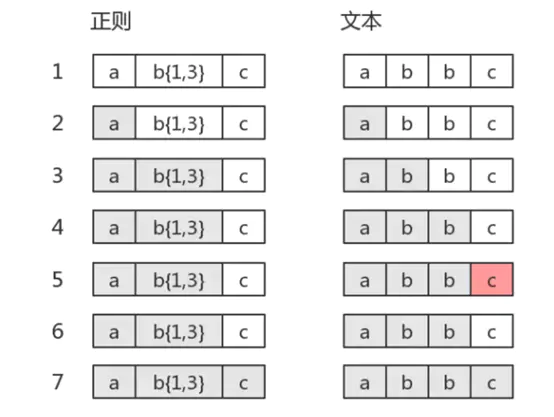 正则 文本
1 a b{1,3} c a b b c
2 a b{1,3} c a b b c
3 a b{1,3} c a b b c
4 a b{1,3} c a b b c
5 a b{1,3} c a b b c
6 a b{1,3} c a b b c
7 a b{1,3} c a b b c